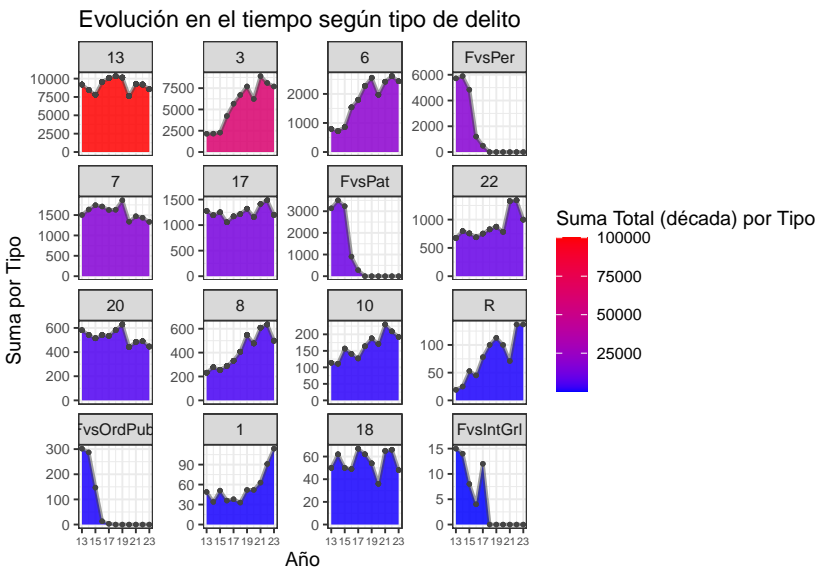 Evolución en el tiempo según tipo de delito
13 3 6 FvsPer
10000 7500 5000 2500 0
7500 5000 2500 0
2000 1000 0
6000 4000 2000 0
7 17 FvsPat 22
1500 1000 500 0
1500 1000 500 0
3000 2000 1000 0
1000 500 0
20 8 10 R
600 400 200 0
600 400 200 0
200 150 100 50 0
100 50 0
FvsOrdPub 1 18 FvsIntGrl
300 200 100 0
90 60 30 0
60 40 20 0
15 10 5 0
13 15 17 19 21 23
13 15 17 19 21 23
13 15 17 19 21 23
13 15 17 19 21 23
Año
Suma por Tipo
Suma Total (década) por Tipo
100000
75000
50000
25000